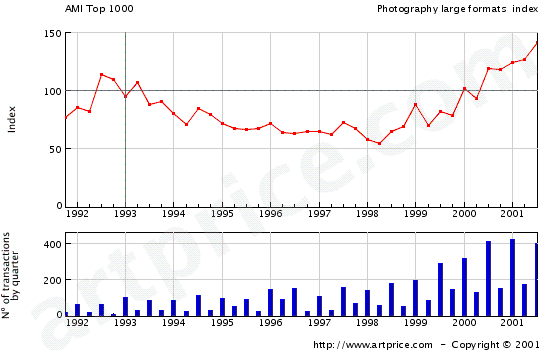 AMI Top 1000 Photography large formats index
150
100
50
0
Index
1992 1993 1994 1995 1996 1997 1998 1999 2000 2001
400
200
0
N° of transactions
by quarter
1992 1993 1994 1995 1996 1997 1998 1999 2000 2001
artprice.com
http://www.artprice.com - Copyright © 2001